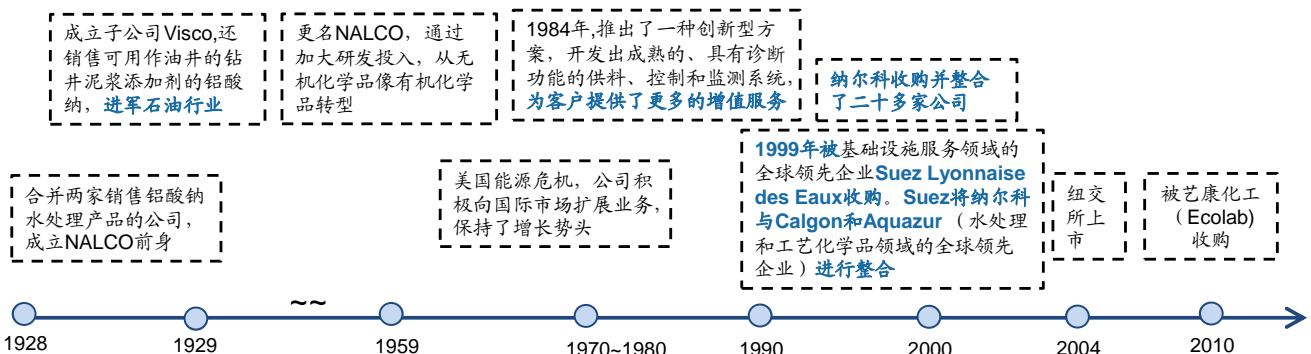 成立子公司Visco,还
销售可用作油井的钻
井泥浆添加剂的铝酸
纳，进军石油行业
更名NALCO，通过
加大研发投入，从无
机化学品像有机化学
品转型
1984年,推出了一种创新型方
案，开发出成熟的、具有诊断
功能的供料、控制和监测系统,
为客户提供了更多的增值服务
纳尔科收购并整合
了二十多家公司
合并两家销售铝酸钠
水处理产品的公司，
成立NALCO前身
美国能源危机，公司积
极向国际市场扩展业务,
保持了增长势头
1999年被基础设施服务领域的
全球领先企业Suez Lyonnaise
des Eaux收购。Suez将纳尔科
与Calgon和Aquazur（水处理
和工艺化学品领域的全球领先
企业）进行整合
纽交
所上
市
被艺康化工
（Ecolab)
收购
~~
1928
1929
1959
1970~1980
1990
2000
2004
2010